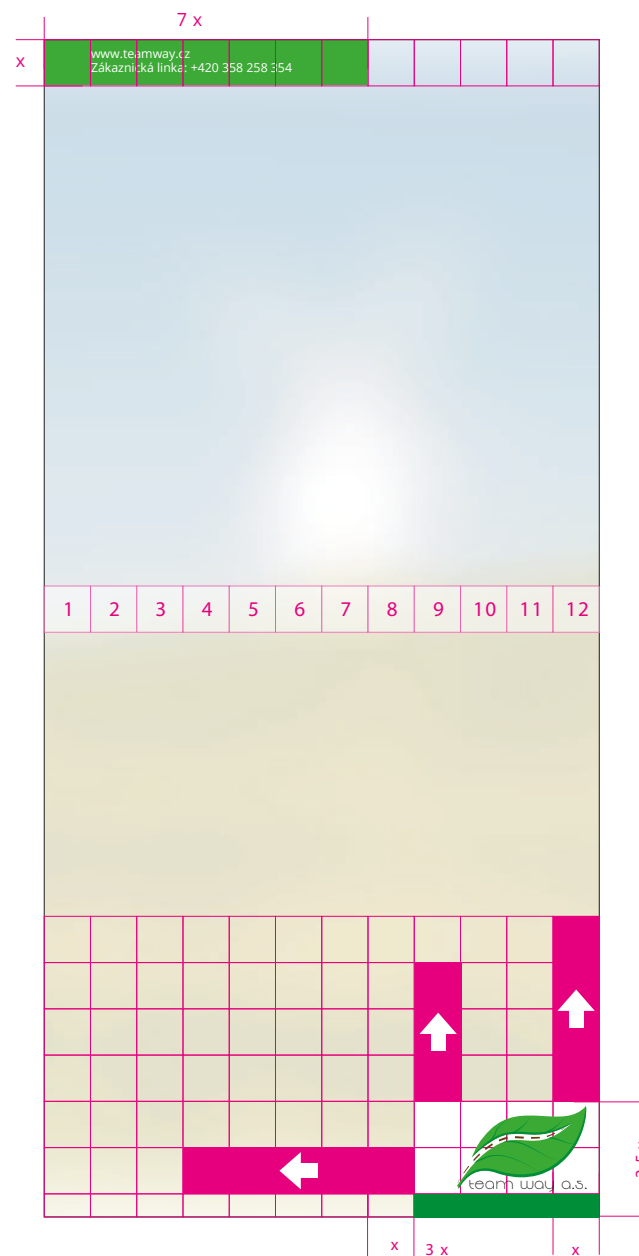 7 x
x
www.teamway.cz
Zákaznická linka: +420 358 258 354
1 2 3 4 5 6 7 8 9 10 11 12
team way a.s.
x
3 x
x